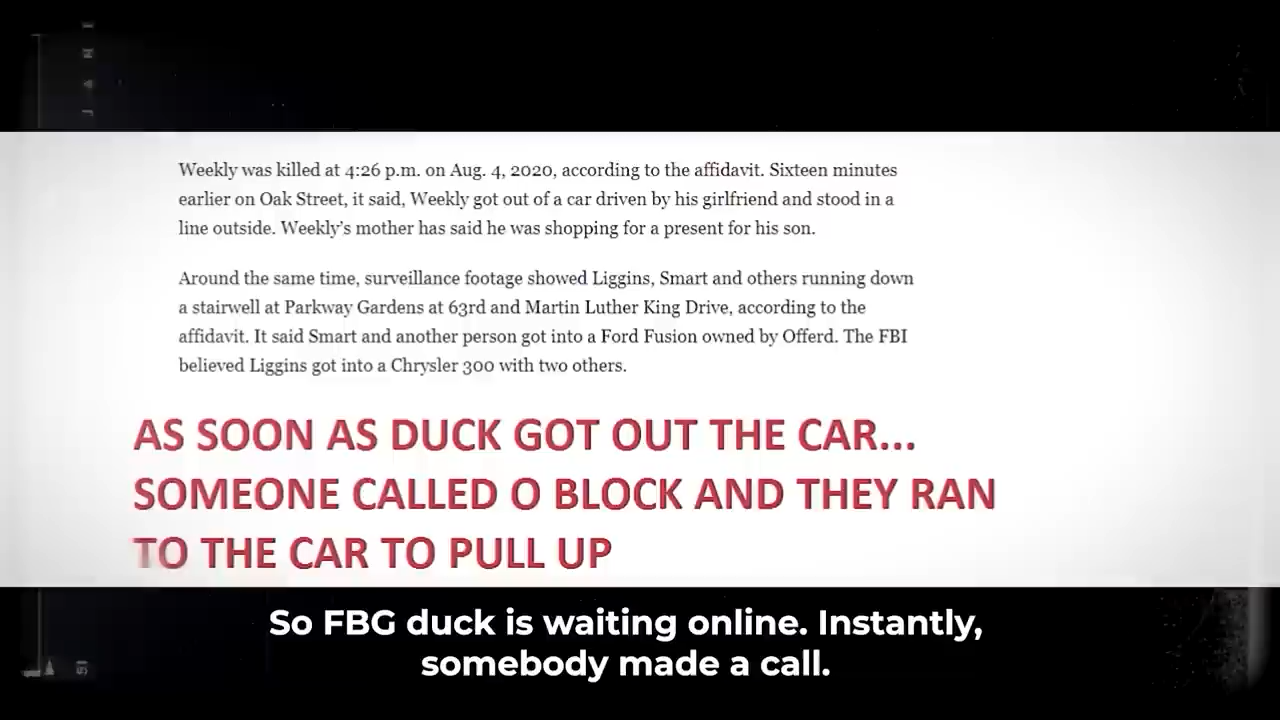 Weekly was killed at 4:26 p.m. on Aug. 4, 2020, according to the affidavit. Sixteen minutes
earlier on Oak Street, it said, Weekly got out of a car driven by his girlfriend and stood in a
line outside. Weekly's mother has said he was shopping for a present for his son.
Around the same time, surveillance footage showed Liggins, Smart and others running down
a stairwell at Parkway Gardens at 63rd and Martin Luther King Drive, according to the
affidavit. It said Smart and another person got into a Ford Fusion owned by Offerd. The FBI
believed Liggins got into a Chrysler 300 with two others.
AS SOON AS DUCK GOT OUT THE CAR...
SOMEONE CALLED O BLOCK AND THEY RAN
TO THE CAR TO PULL UP
So FBG duck is waiting online. Instantly,
somebody made a call.